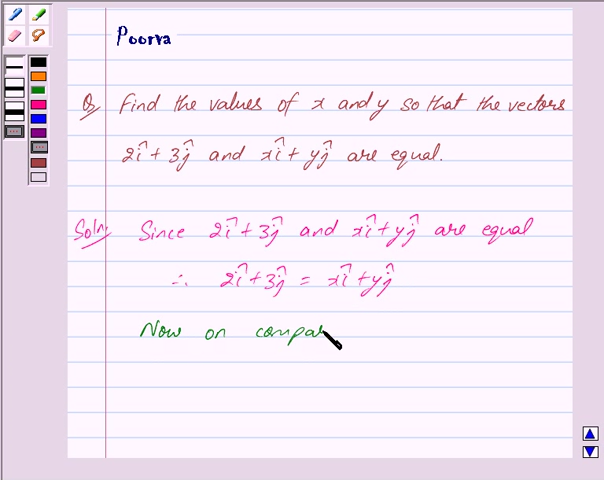 Poorva
Q Find the values of x and y so that the vectors
2î + 3ĵ and xî + yĵ are equal.
Soln: Since 2î + 3ĵ and xî + yĵ are equal
∴ 2î + 3ĵ = xî + yĵ
Now on compar